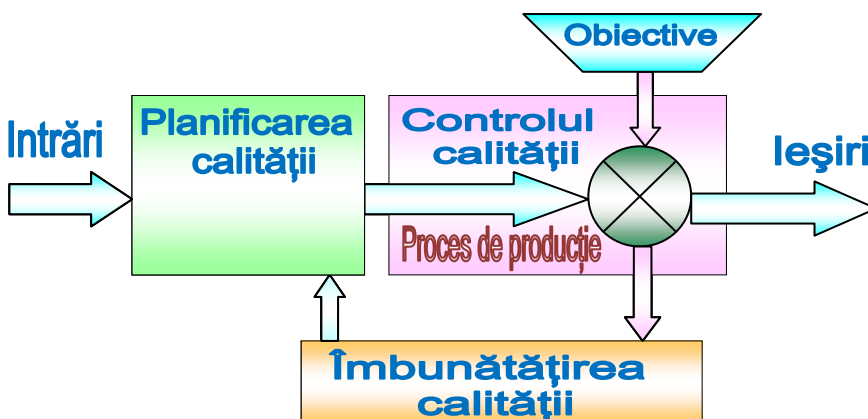 Obiective
Intrări
Planificarea
calităţii
Controlul
calităţii
Ieşiri
Proces de producţie
Îmbunătăţirea
calităţii